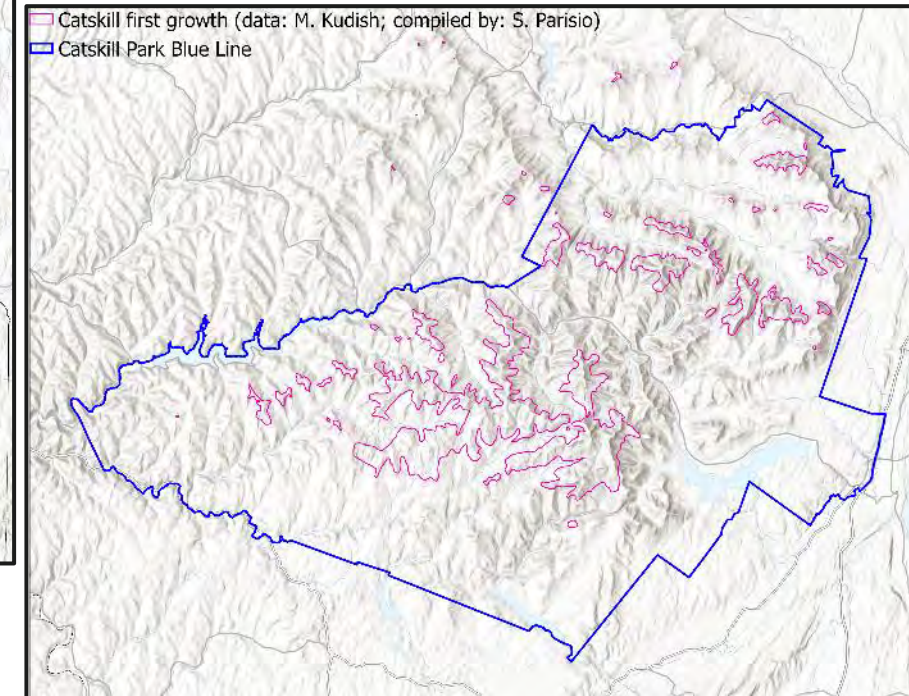 Catskill first growth (data: M. Kudish; compiled by: S. Parisio)
Catskill Park Blue Line